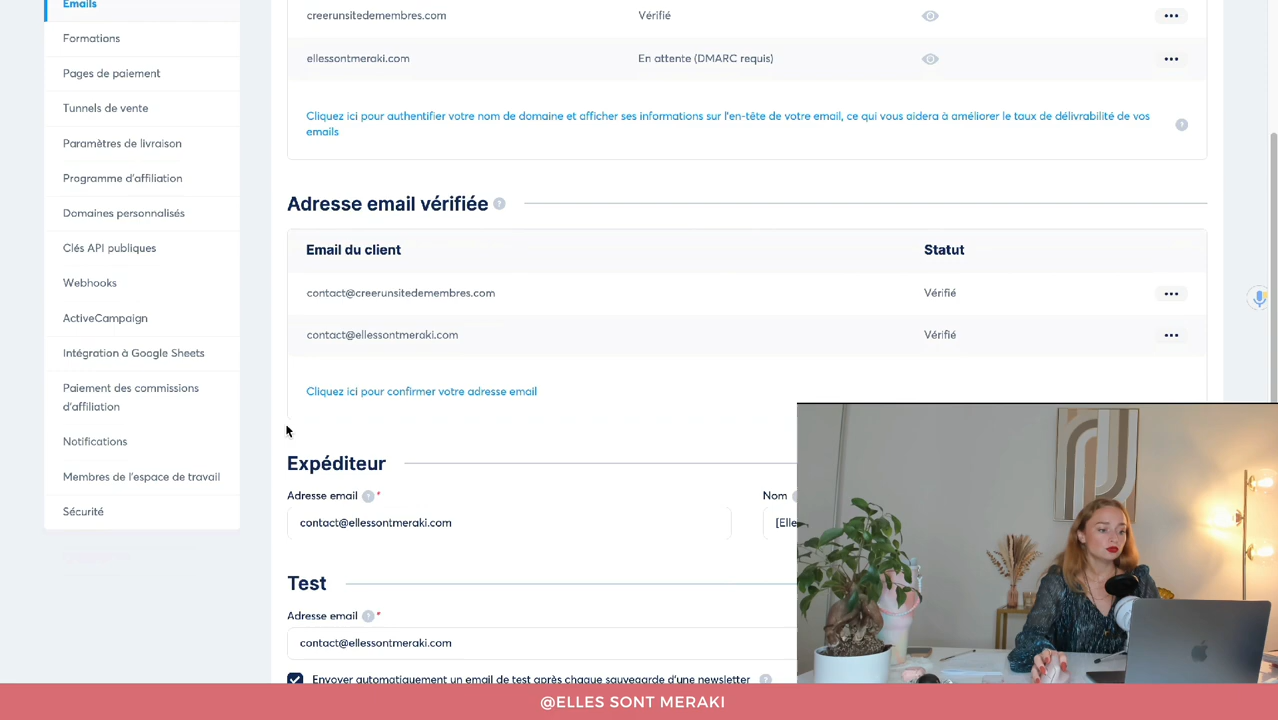 Emails
Formations
Pages de paiement
Tunnels de vente
Paramètres de livraison
Programme d'affiliation
Domaines personnalisés
Clés API publiques
Webhooks
ActiveCampaign
Intégration à Google Sheets
Paiement des commissions
d'affiliation
Notifications
Membres de l'espace de travail
Sécurité
creerunsitedemembres.com Vérifié
ellessontmeraki.com En attente (DMARC requis)
Cliquez ici pour authentifier votre nom de domaine et afficher ses informations sur l'en-tête de votre email, ce qui vous aidera à améliorer le taux de délivrabilité de vos
emails
Adresse email vérifiée
Email du client Statut
contact@creerunsitedemembres.com Vérifié
contact@ellessontmeraki.com Vérifié
Cliquez ici pour confirmer votre adresse email
Expéditeur
Adresse email * Nom
contact@ellessontmeraki.com [Elle
Test
Adresse email *
contact@ellessontmeraki.com
Envoyer automatiquement un email de test après chaque sauvegarde d'une newsletter
@ELLES SONT MERAKI